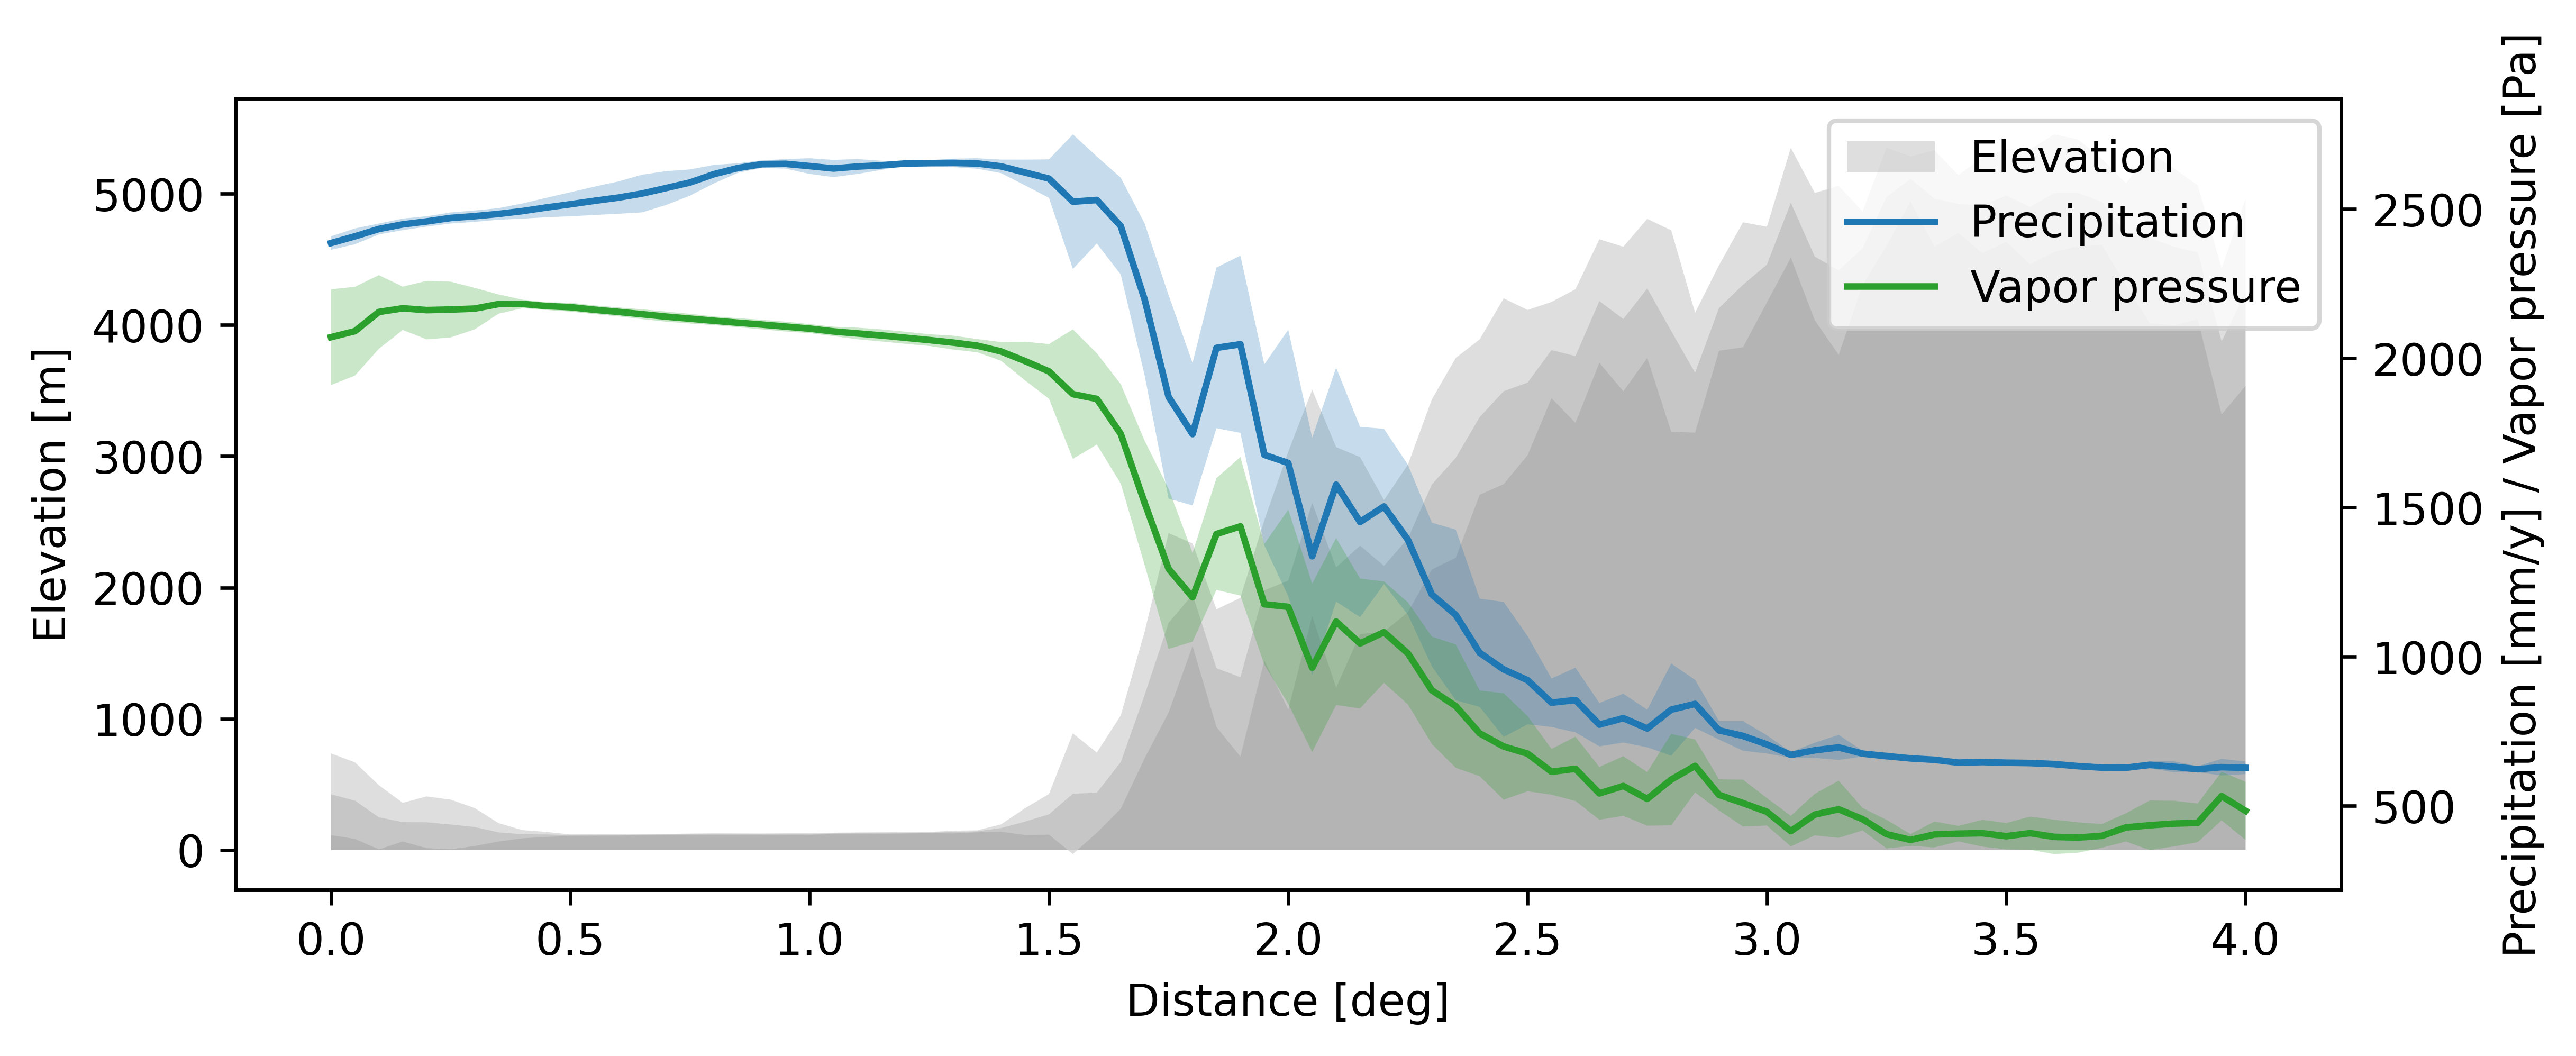 Elevation [m]
5000
4000
3000
2000
1000
0
Elevation
Precipitation
Vapor pressure
2500
2000
1500
1000
500
Precipitation [mm/y] / Vapor pressure [Pa]
0.0 0.5 1.0 1.5 2.0 2.5 3.0 3.5 4.0
Distance [deg]